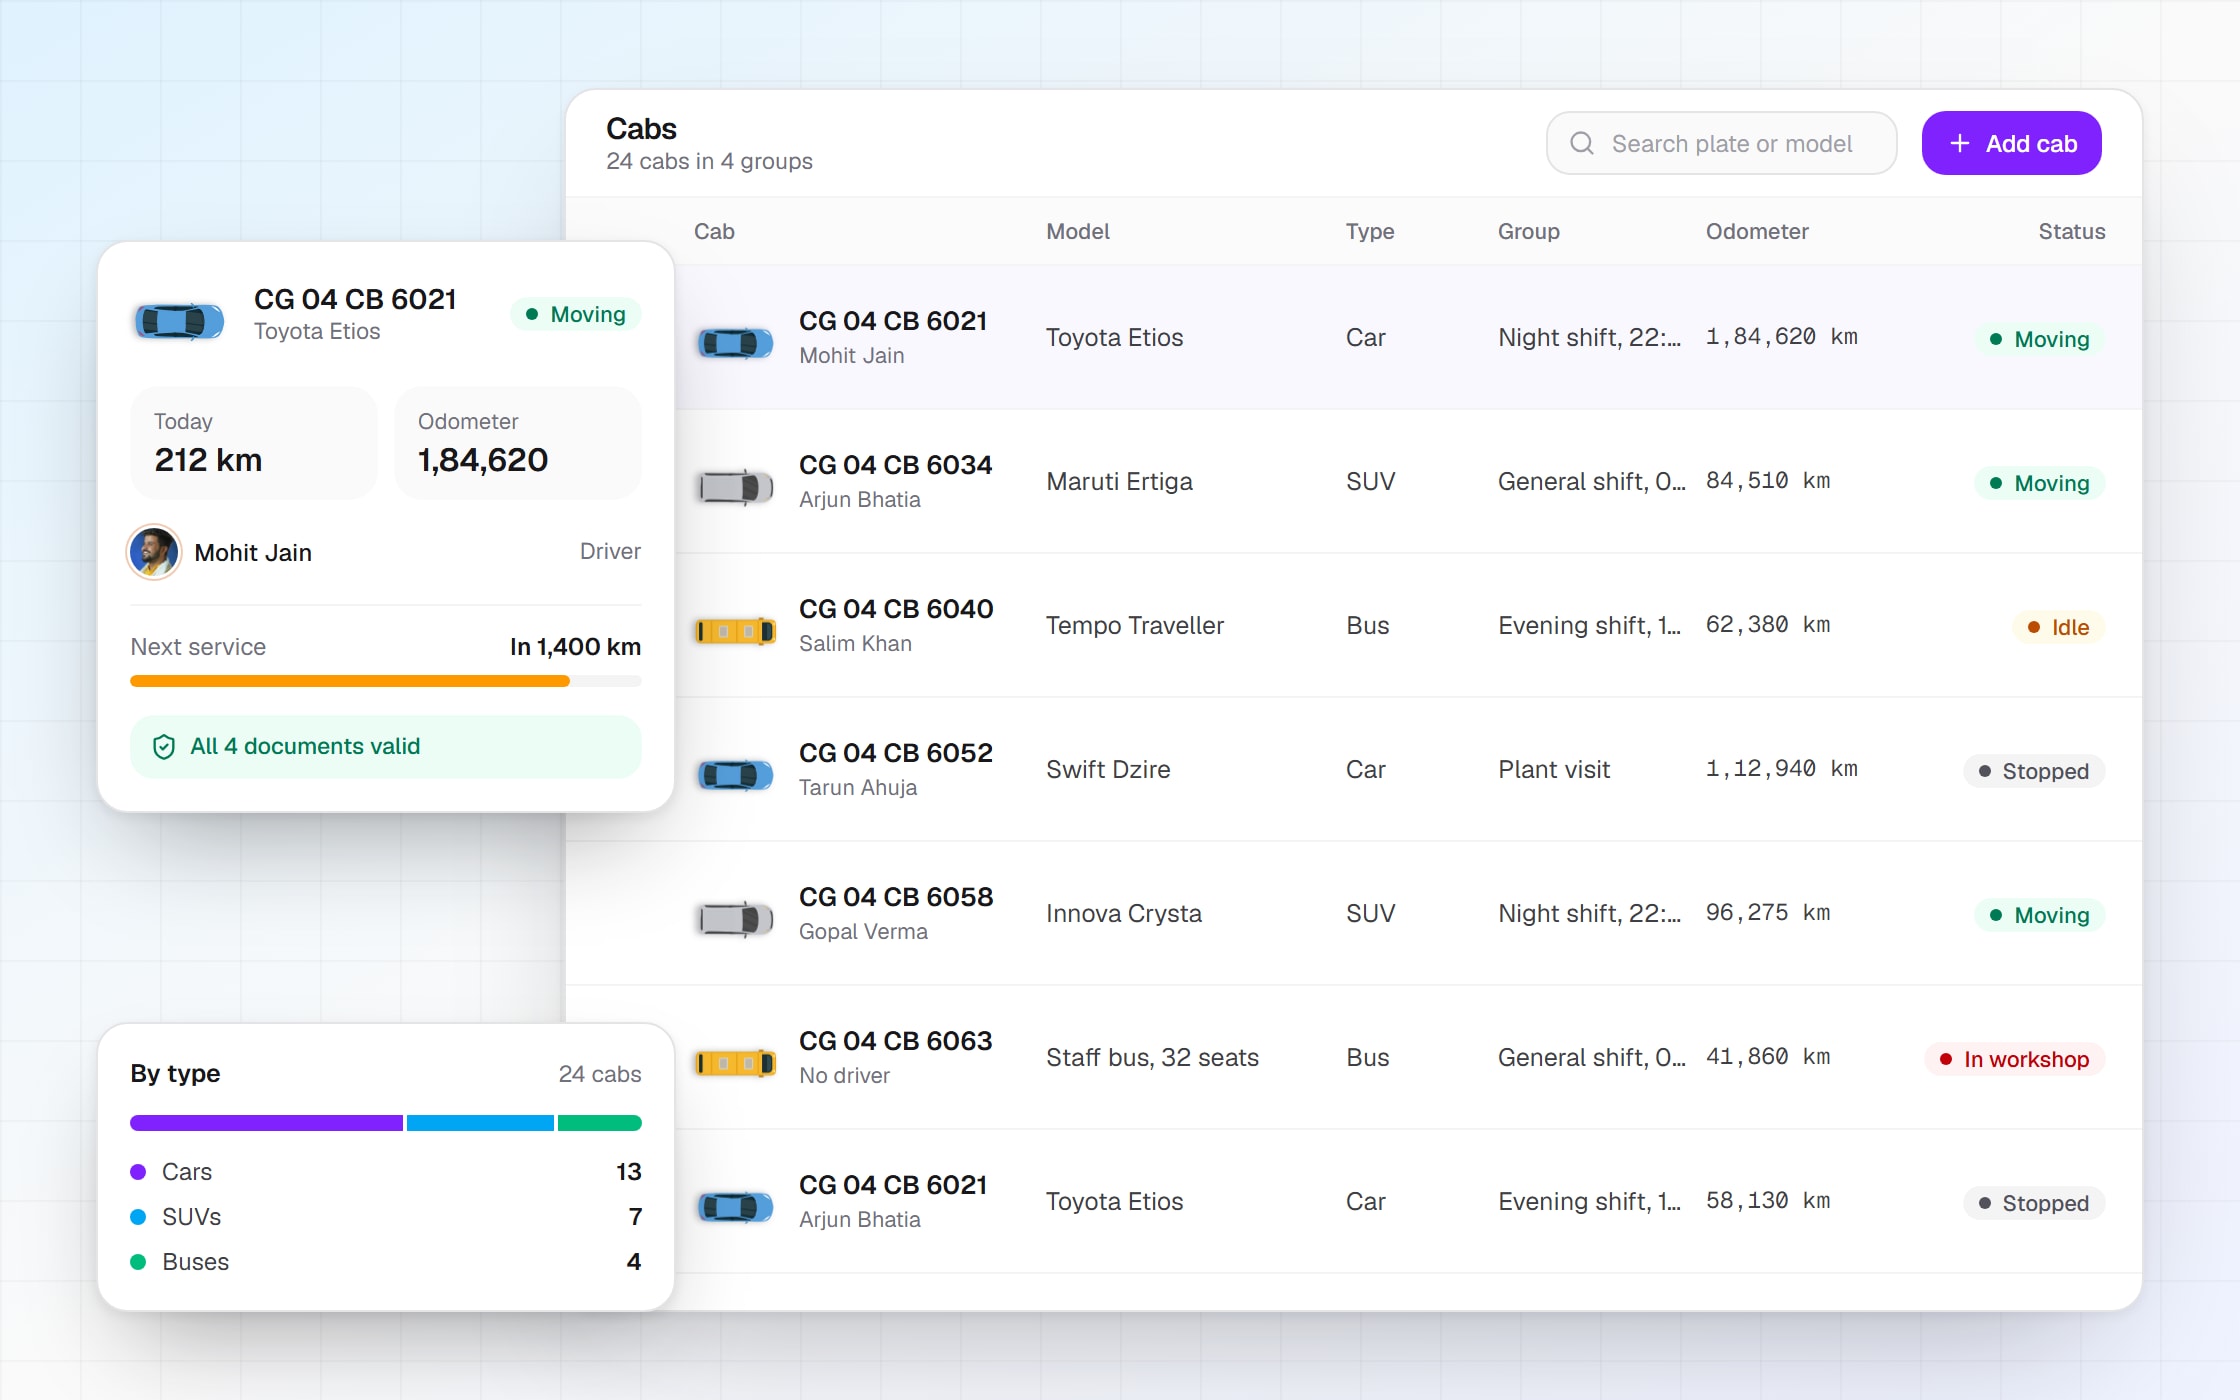 Cabs
24 cabs in 4 groups
Search plate or model
+ Add cab
Cab Model Type Group Odometer Status
CG 04 CB 6021
Mohit Jain
Toyota Etios Car Night shift, 22:... 1,84,620 km Moving
CG 04 CB 6034
Arjun Bhatia
Maruti Ertiga SUV General shift, 0... 84,510 km Moving
CG 04 CB 6040
Salim Khan
Tempo Traveller Bus Evening shift, 1... 62,380 km Idle
CG 04 CB 6052
Tarun Ahuja
Swift Dzire Car Plant visit 1,12,940 km Stopped
CG 04 CB 6058
Gopal Verma
Innova Crysta SUV Night shift, 22:... 96,275 km Moving
CG 04 CB 6063
No driver
Staff bus, 32 seats Bus General shift, 0... 41,860 km In workshop
CG 04 CB 6021
Arjun Bhatia
Toyota Etios Car Evening shift, 1... 58,130 km Stopped
CG 04 CB 6021
Toyota Etios
Moving
Today
212 km
Odometer
1,84,620
Mohit Jain Driver
Next service In 1,400 km
All 4 documents valid
By type 24 cabs
Cars 13
SUVs 7
Buses 4